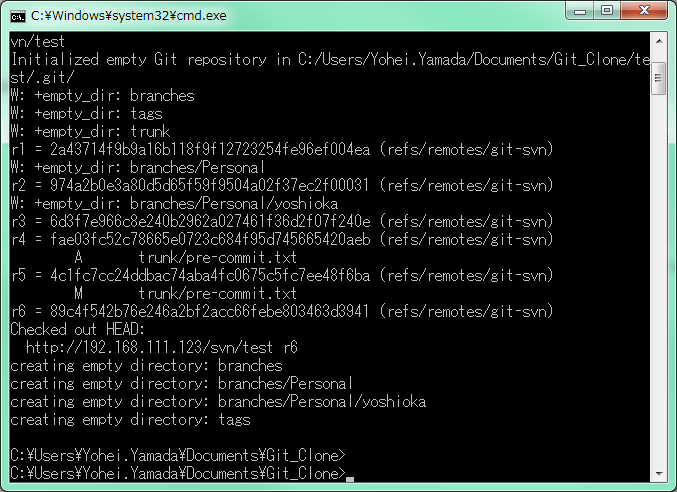 C:¥Windows¥system32¥cmd.exe
vn/test
Initialized empty Git repository in C:/Users/Yohei.Yamada/Documents/Git_Clone/te
st/.git/
W: +empty_dir: branches
W: +empty_dir: tags
W: +empty_dir: trunk
r1 = 2a43714f9b9a16b118f9f12723254fe96ef004ea (refs/remotes/git-svn)
W: +empty_dir: branches/Personal
r2 = 974a2b0e3a80d5d65f59f9504a02f37ec2f00031 (refs/remotes/git-svn)
W: +empty_dir: branches/Personal/yoshioka
r3 = 6d3f7e966c8e240b2962a027461f36d2f07f240e (refs/remotes/git-svn)
r4 = fae03fc52c78665e0723c684f95d745665420aeb (refs/remotes/git-svn)
A trunk/pre-commit.txt
r5 = 4c1fc7cc24ddbac74aba4fc0675c5fc7ee48f6ba (refs/remotes/git-svn)
M trunk/pre-commit.txt
r6 = 89c4f542b76e246a2bf2acc66febe803463d3941 (refs/remotes/git-svn)
Checked out HEAD:
http://192.168.111.123/svn/test r6
creating empty directory: branches
creating empty directory: branches/Personal
creating empty directory: branches/Personal/yoshioka
creating empty directory: tags
C:¥Users¥Yohei.Yamada¥Documents¥Git_Clone>
C:¥Users¥Yohei.Yamada¥Documents¥Git_Clone>